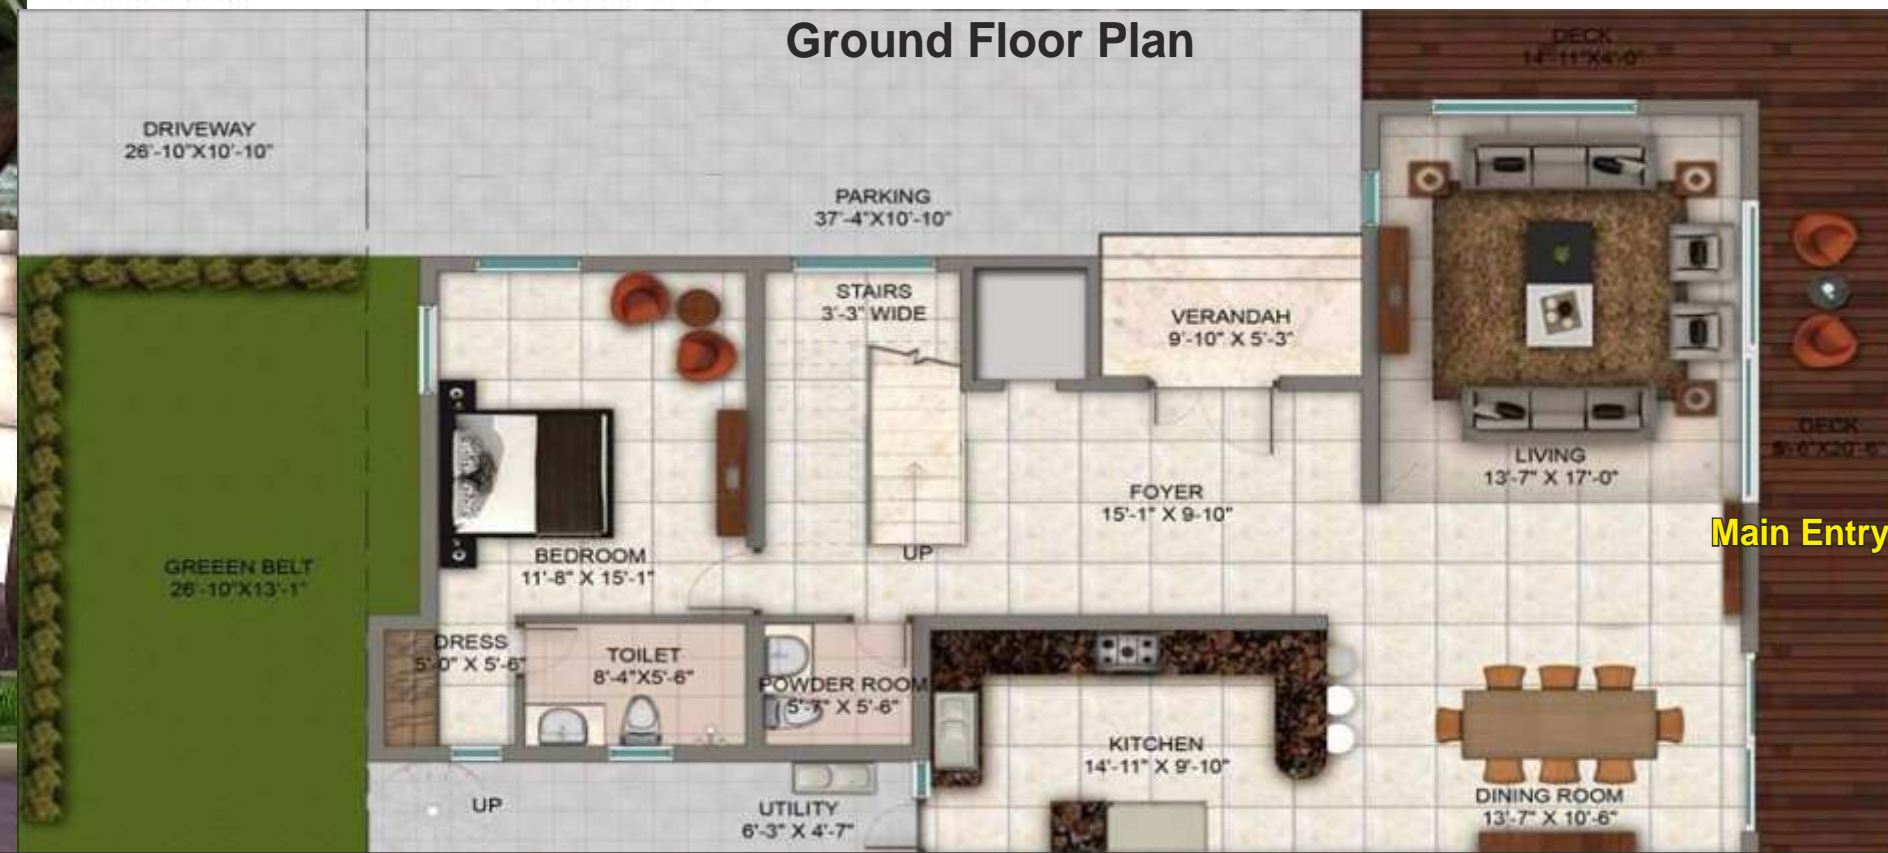 Ground Floor Plan
DECK
14'-11"X4'-0"
DRIVEWAY
26'-10"X10'-10"
PARKING
37'-4"X10'-10"
STAIRS
3'-3" WIDE
VERANDAH
9'-10" X 5'-3"
LIVING
13'-7" X 17'-0"
DECK
5'-6"X20'-6"
FOYER
15'-1" X 9-10"
Main Entry
UP
BEDROOM
11'-8" X 15'-1"
GREEEN BELT
26'-10"X13'-1"
DRESS
5'-0" X 5'-6"
TOILET
8'-4"X5'-6"
POWDER ROOM
5'-7" X 5'-6"
KITCHEN
14'-11" X 9'-10"
DINING ROOM
13'-7" X 10'-6"
UP
UTILITY
6'-3" X 4'-7"